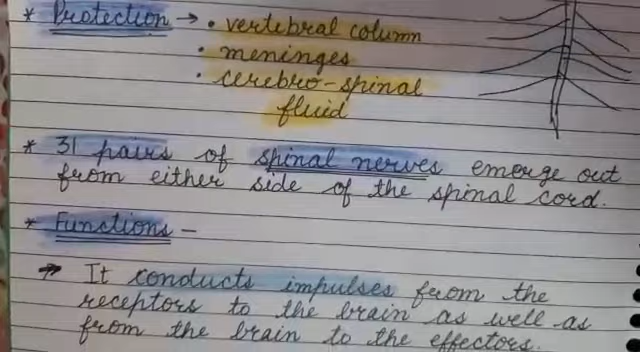 * Protection → • vertebral column
• meninges
• cerebro-spinal
fluid
* 31 pairs of spinal nerves emerge out
from either side of the spinal cord.
* Functions –
→ It conducts impulses from the
receptors to the brain as well as
from the brain to the effectors.